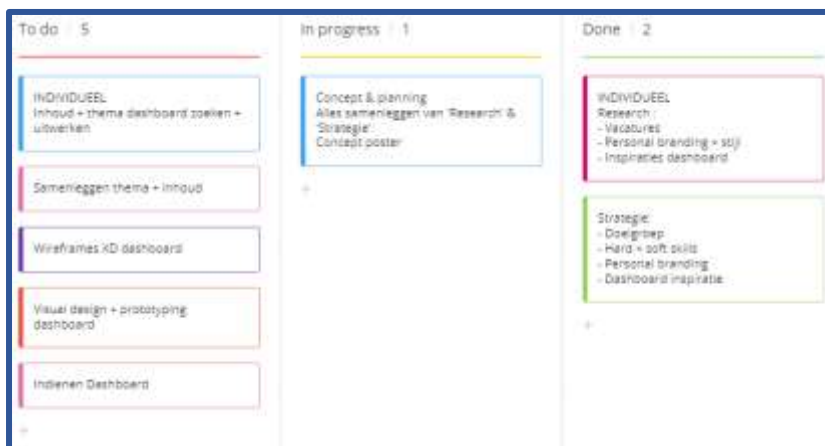 To do 5
INDIVIDUEEL
Inhoud + thema dashboard zoeken +
uitwerken
Samenleggen thema + inhoud
Wireframes XD dashboard
Visual design + prototyping
dashboard
Indienen Dashboard
+
In progress 1
Concept & planning
Alles samenleggen van 'Research' &
'Strategie'
Concept poster
+
Done 2
INDIVIDUEEL
Research :
- Vacatures
- Personal branding + stijl
- Inspiraties dashboard
Strategie:
- Doelgroep
- Hard + soft skills
- Personal branding
- Dashboard inspiratie
+